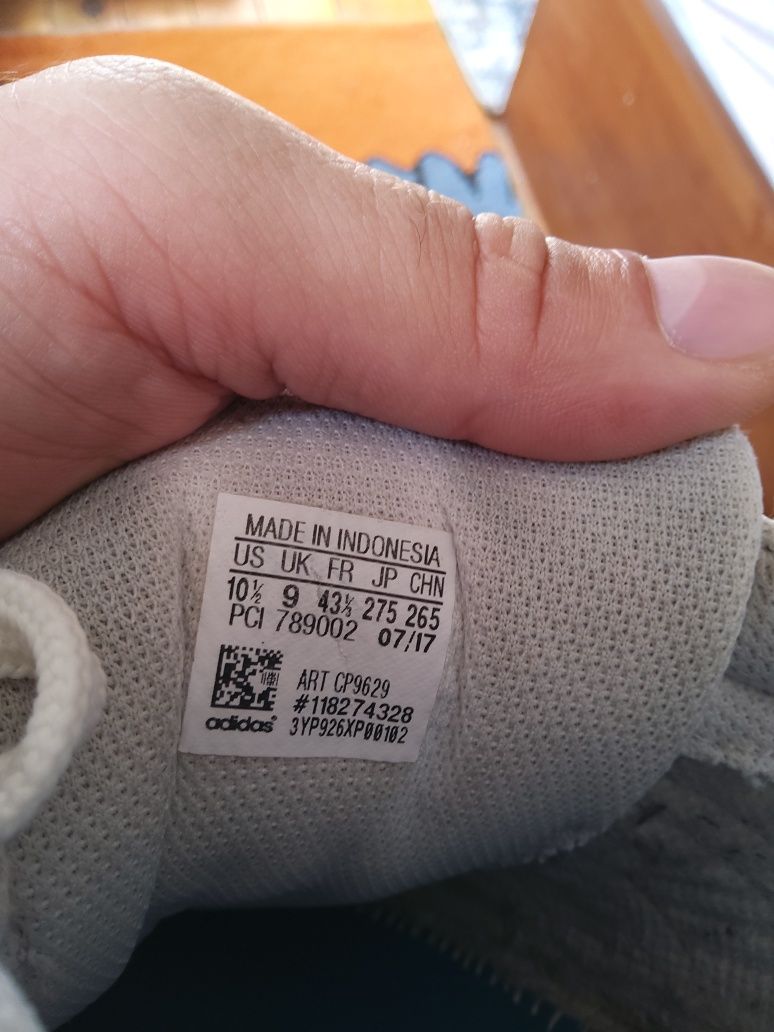 MADE IN INDONESIA
US UK FR JP CHN
10½ 9 43⅓ 275 265
PCI 789002 07/17
ART CP9629
#118274328
adidas® 3YP926XP00102